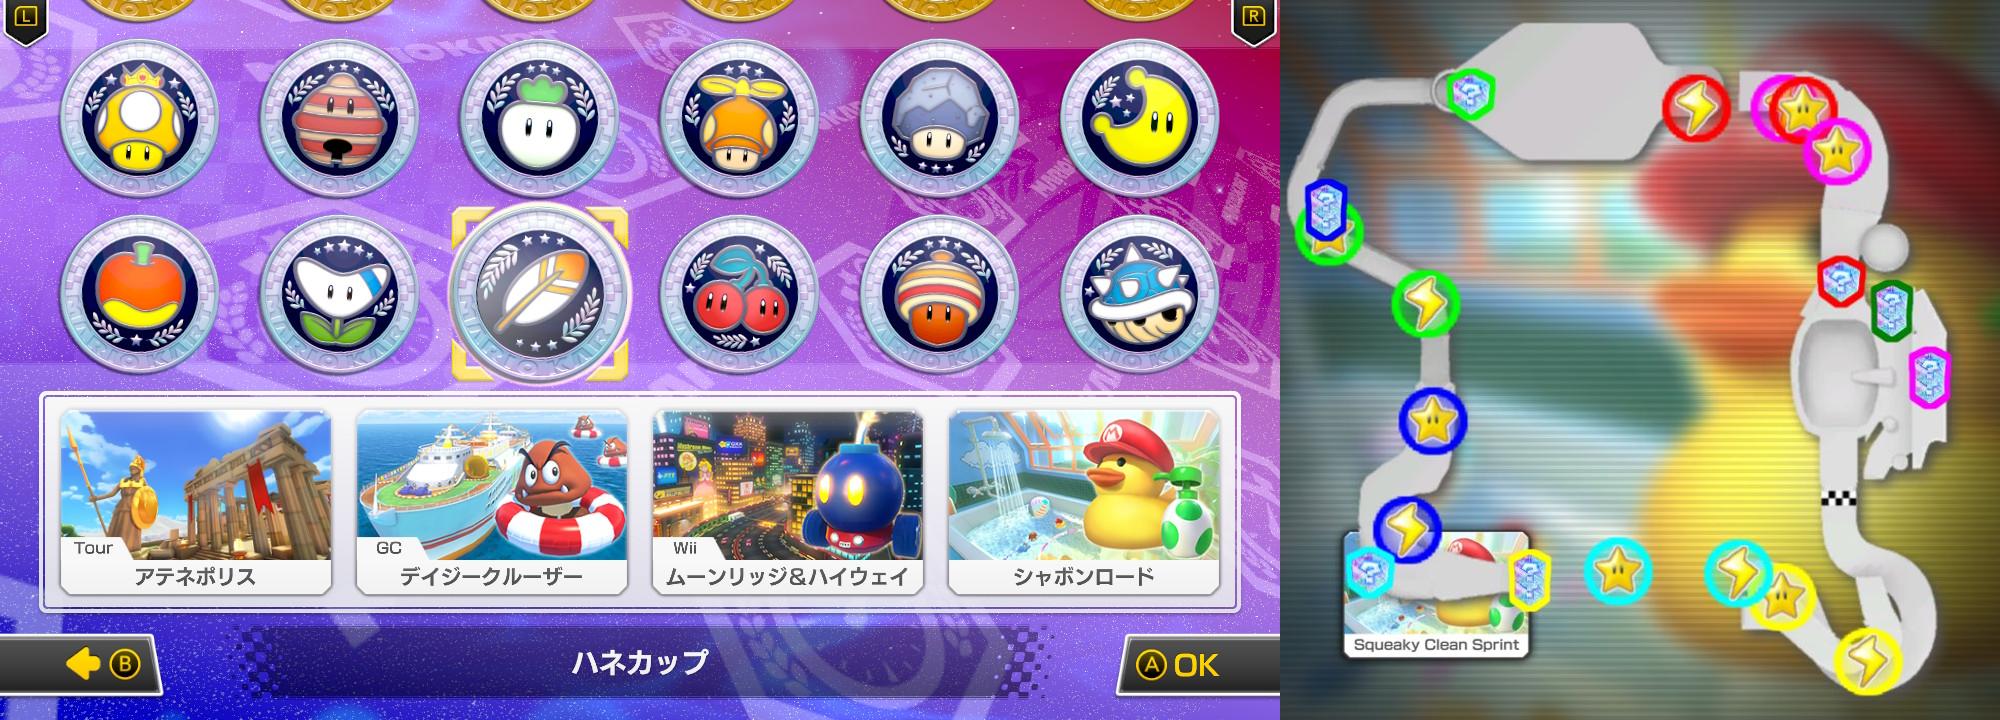 L
R
Tour
アテネポリス
GC
デイジークルーザー
Wii
ムーンリッジ&ハイウェイ
シャボンロード
B
ハネカップ
A OK
Squeaky Clean Sprint